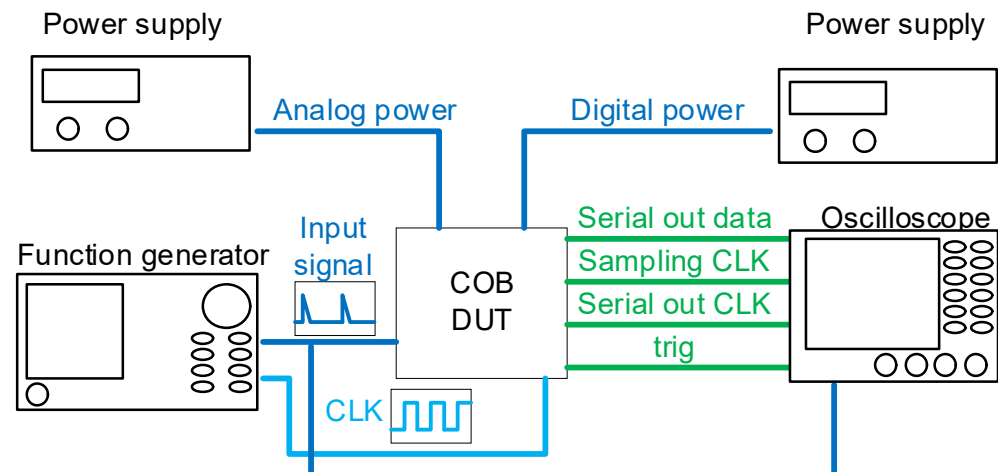 Power supply
Power supply
Analog power
Digital power
Serial out data
Oscilloscope
Function generator
Input
signal
Sampling CLK
COB
DUT
Serial out CLK
trig
CLK